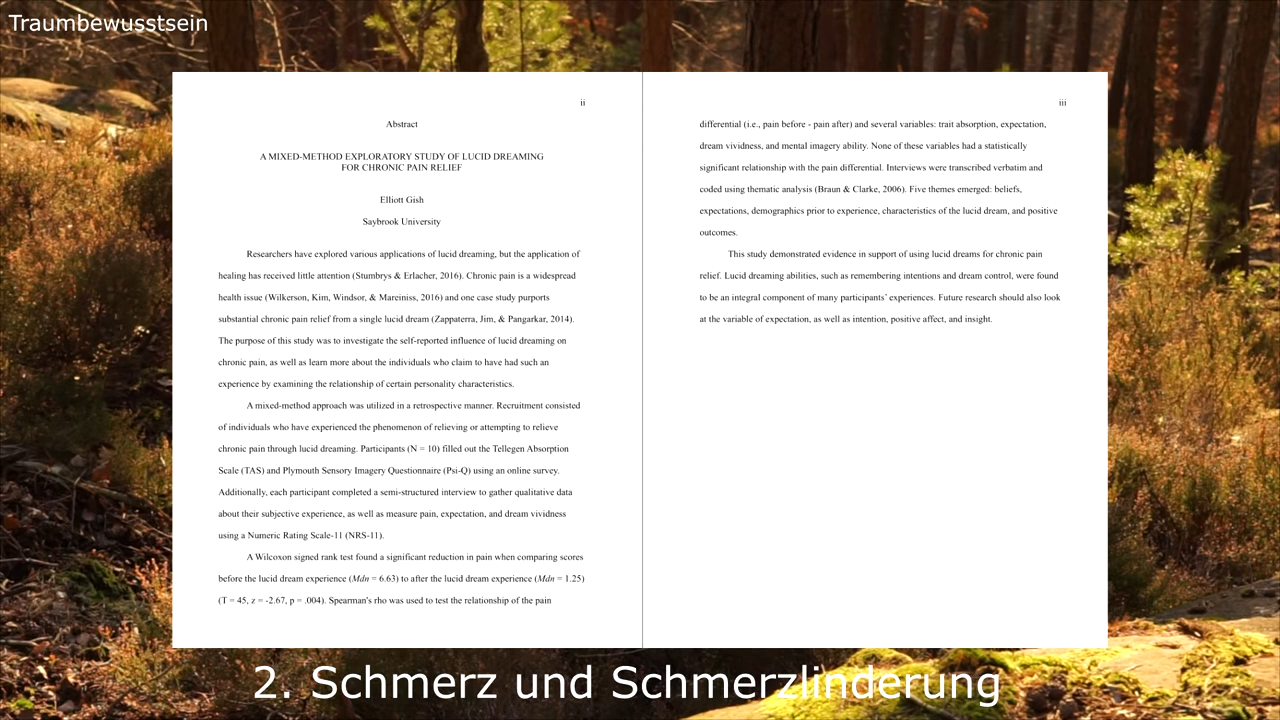 Traumbewusstsein
ii
Abstract
A MIXED-METHOD EXPLORATORY STUDY OF LUCID DREAMING
FOR CHRONIC PAIN RELIEF
Elliott Gish
Saybrook University
Researchers have explored various applications of lucid dreaming, but the application of
healing has received little attention (Stumbrys & Erlacher, 2016). Chronic pain is a widespread
health issue (Wilkerson, Kim, Windsor, & Mareiniss, 2016) and one case study purports
substantial chronic pain relief from a single lucid dream (Zappaterra, Jim, & Pangarkar, 2014).
The purpose of this study was to investigate the self-reported influence of lucid dreaming on
chronic pain, as well as learn more about the individuals who claim to have had such an
experience by examining the relationship of certain personality characteristics.
A mixed-method approach was utilized in a retrospective manner. Recruitment consisted
of individuals who have experienced the phenomenon of relieving or attempting to relieve
chronic pain through lucid dreaming. Participants (N = 10) filled out the Tellegen Absorption
Scale (TAS) and Plymouth Sensory Imagery Questionnaire (Psi-Q) using an online survey.
Additionally, each participant completed a semi-structured interview to gather qualitative data
about their subjective experience, as well as measure pain, expectation, and dream vividness
using a Numeric Rating Scale-11 (NRS-11).
A Wilcoxon signed rank test found a significant reduction in pain when comparing scores
before the lucid dream experience (Mdn = 6.63) to after the lucid dream experience (Mdn = 1.25)
(T = 45, z = -2.67, p = .004). Spearman's rho was used to test the relationship of the pain
iii
differential (i.e., pain before - pain after) and several variables: trait absorption, expectation,
dream vividness, and mental imagery ability. None of these variables had a statistically
significant relationship with the pain differential. Interviews were transcribed verbatim and
coded using thematic analysis (Braun & Clarke, 2006). Five themes emerged: beliefs,
expectations, demographics prior to experience, characteristics of the lucid dream, and positive
outcomes.
This study demonstrated evidence in support of using lucid dreams for chronic pain
relief. Lucid dreaming abilities, such as remembering intentions and dream control, were found
to be an integral component of many participants' experiences. Future research should also look
at the variable of expectation, as well as intention, positive affect, and insight.
2. Schmerz und Schmerzlinderung